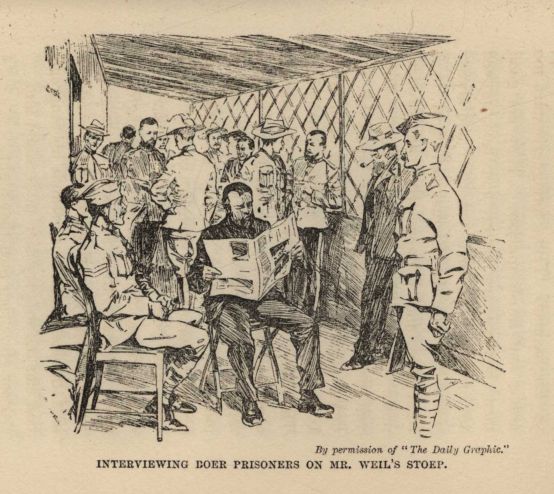 By permission of "The Daily Graphic."
INTERVIEWING BOER PRISONERS ON MR. WEIL'S STOEP.